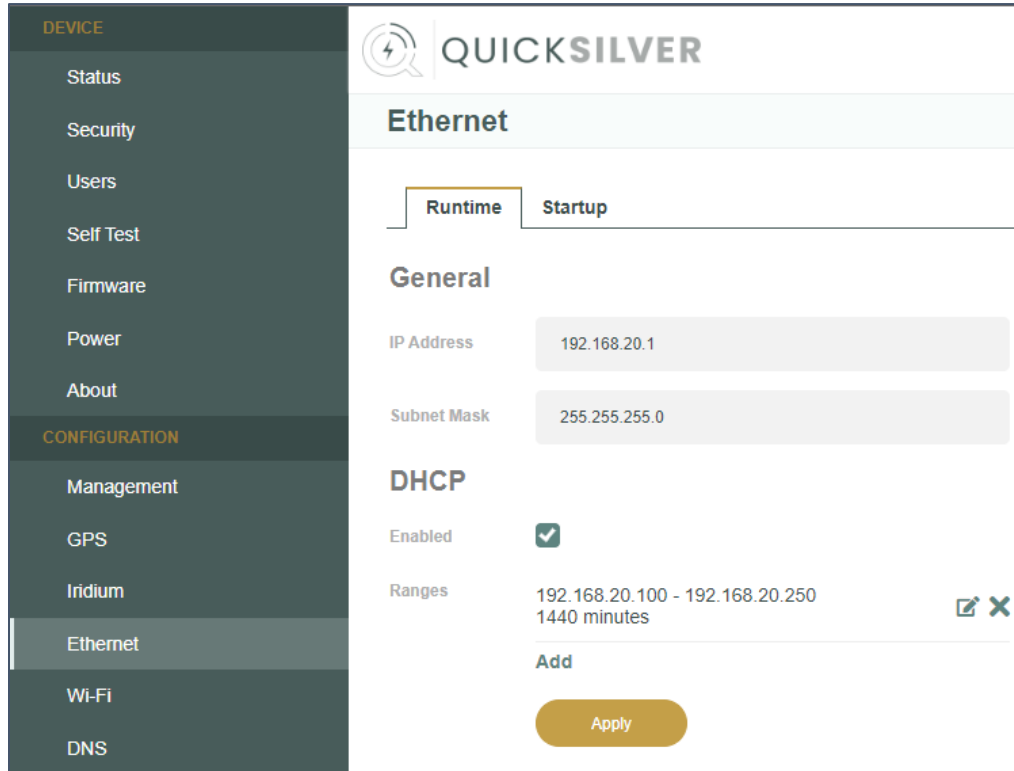 DEVICE
Status
Security
Users
Self Test
Firmware
Power
About
CONFIGURATION
Management
GPS
Iridium
Ethernet
Wi-Fi
DNS
QUICKSILVER
Ethernet
Runtime
Startup
General
IP Address
192.168.20.1
Subnet Mask
255.255.255.0
DHCP
Enabled
Ranges
192.168.20.100 - 192.168.20.250
1440 minutes
Add
Apply